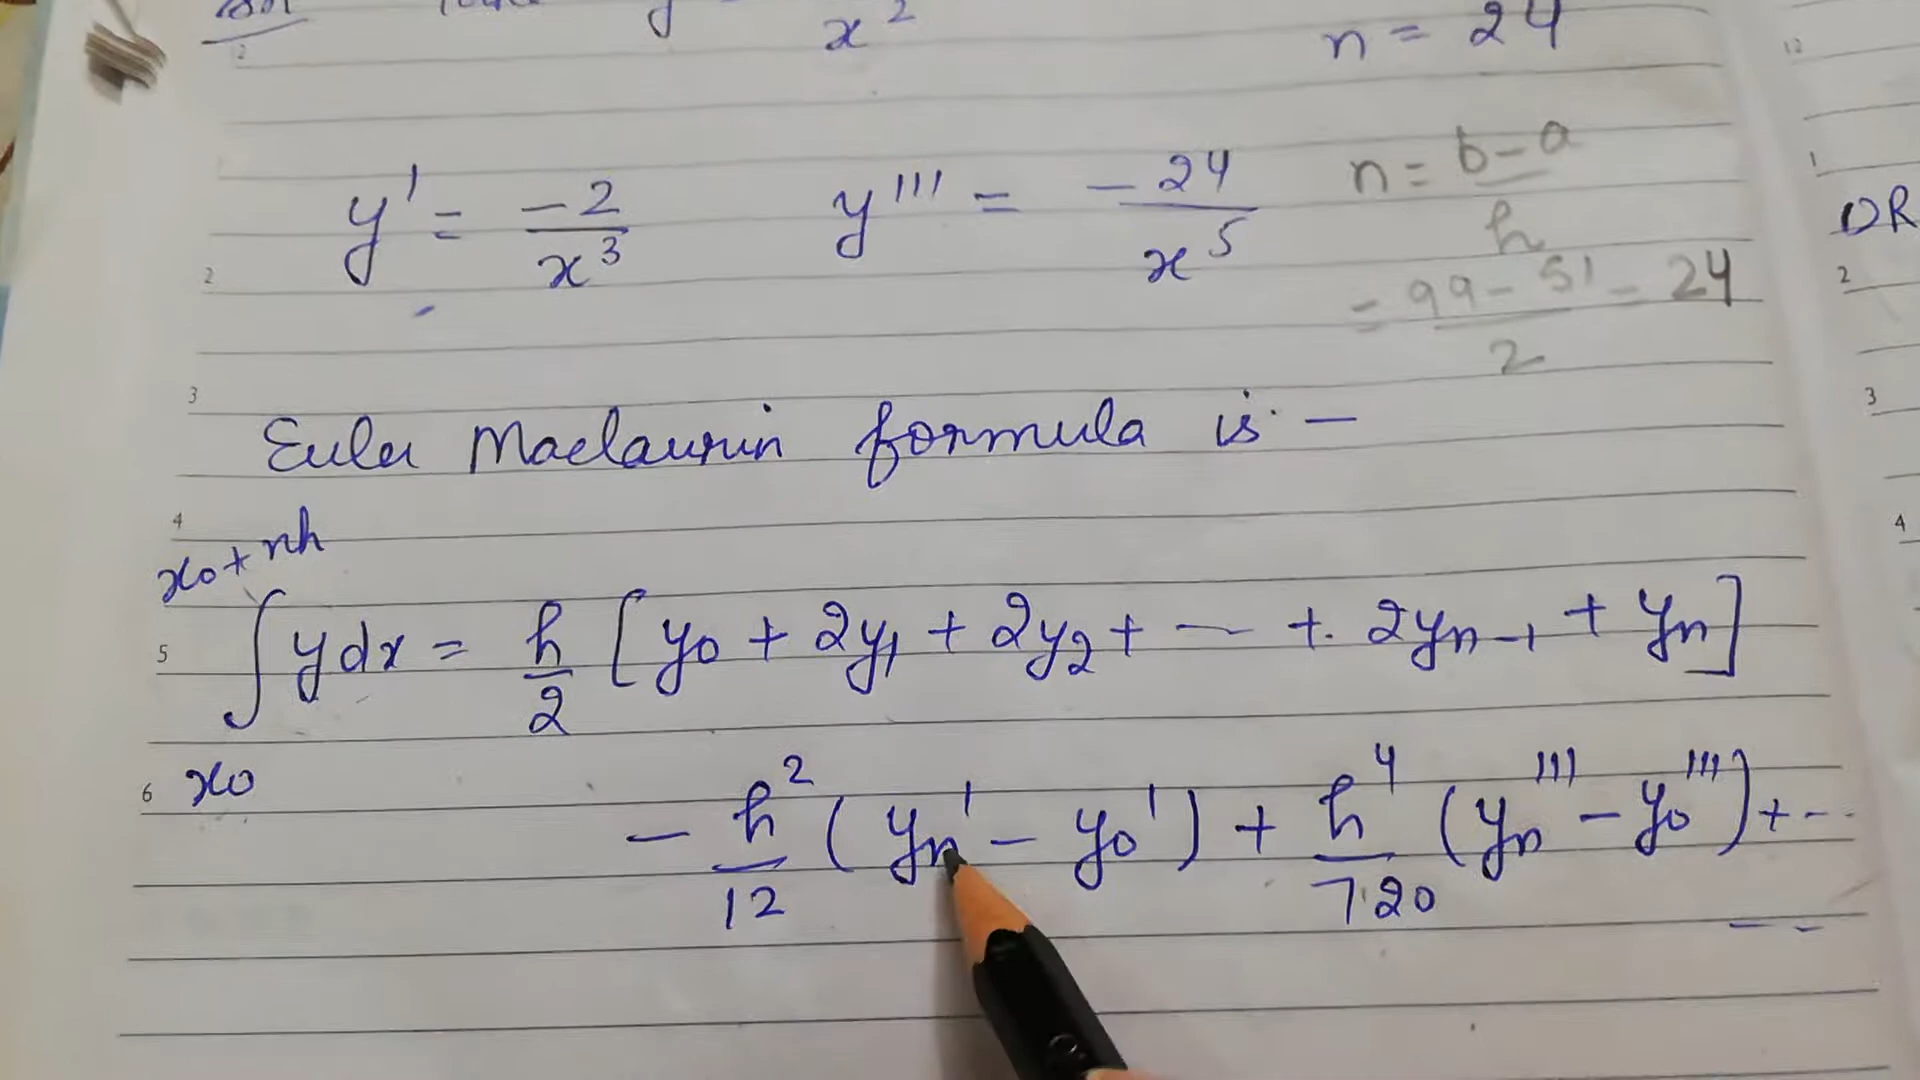 x²
n = 24
y' = -2/x³ y''' = -24/x⁵
n = b-a/h
= 99-51/2 = 24
OR
Euler Maclaurin formula is -
x₀+nh
∫ y dx = h/2 [y₀ + 2y₁ + 2y₂ + --- + 2yₙ₋₁ + yₙ]
x₀
- h²/12 (yₙ' - y₀') + h⁴/720 (yₙ''' - y₀''') + ---